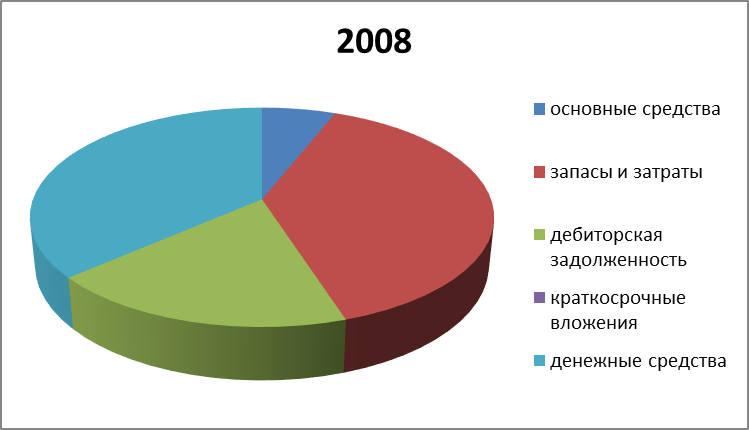 2008
основные средства
запасы и затраты
дебиторская
задолженность
краткосрочные
вложения
денежные средства